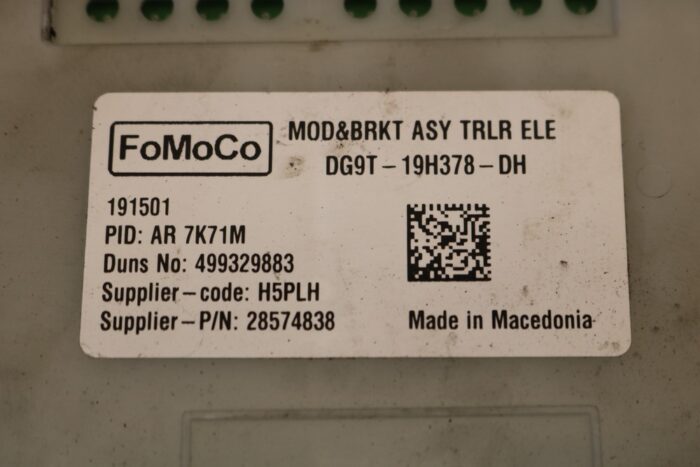 FoMoCo
MOD&BRKT ASY TRLR ELE
DG9T-19H378-DH
191501
PID: AR 7K71M
Duns No: 499329883
Supplier-code: H5PLH
Supplier-P/N: 28574838
Made in Macedonia